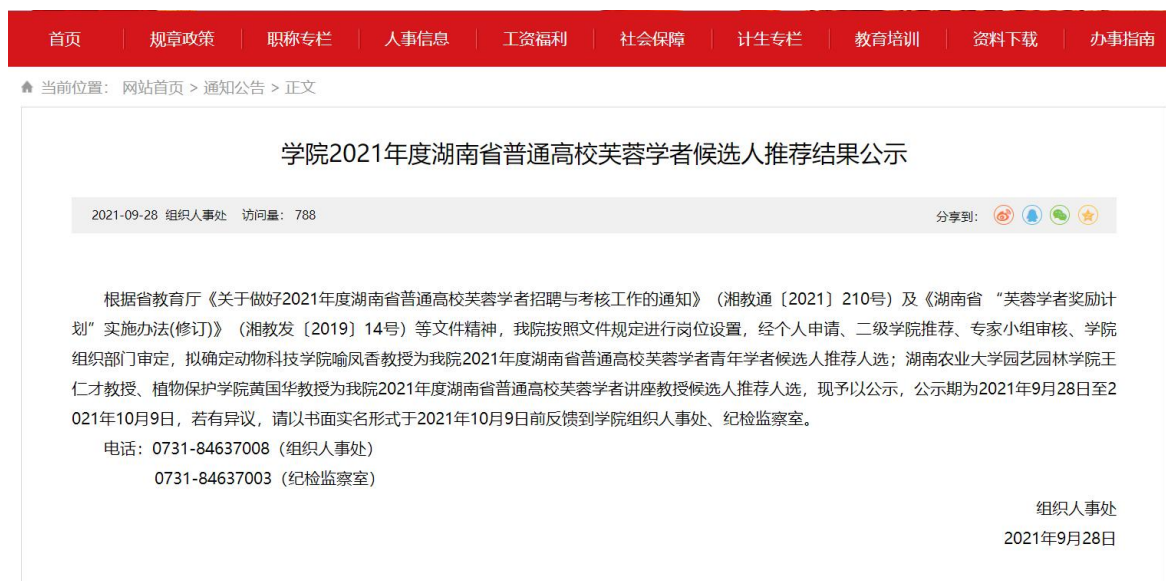 首页 规章政策 职称专栏 人事信息 工资福利 社会保障 计生专栏 教育培训 资料下载 办事指南
当前位置： 网站首页 > 通知公告 > 正文
学院2021年度湖南省普通高校芙蓉学者候选人推荐结果公示
2021-09-28 组织人事处 访问量： 788 分享到：
根据省教育厅《关于做好2021年度湖南省普通高校芙蓉学者招聘与考核工作的通知》（湘教通〔2021〕210号）及《湖南省 “芙蓉学者奖励计
划”实施办法(修订)》（湘教发〔2019〕14号）等文件精神，我院按照文件规定进行岗位设置，经个人申请、二级学院推荐、专家小组审核、学院
组织部门审定，拟确定动物科技学院喻凤香教授为我院2021年度湖南省普通高校芙蓉学者青年学者候选人推荐人选；湖南农业大学园艺园林学院王
仁才教授、植物保护学院黄国华教授为我院2021年度湖南省普通高校芙蓉学者讲座教授候选人推荐人选，现予以公示，公示期为2021年9月28日至2
021年10月9日，若有异议，请以书面实名形式于2021年10月9日前反馈到学院组织人事处、纪检监察室。
电话：0731-84637008（组织人事处）
0731-84637003（纪检监察室）
组织人事处
2021年9月28日